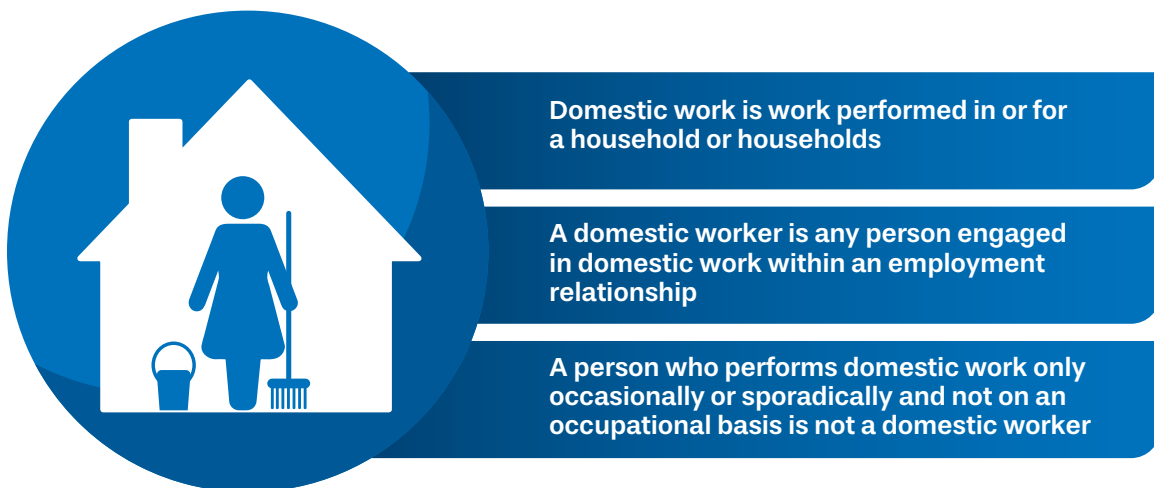 Domestic work is work performed in or for
a household or households
A domestic worker is any person engaged
in domestic work within an employment
relationship
A person who performs domestic work only
occasionally or sporadically and not on an
occupational basis is not a domestic worker